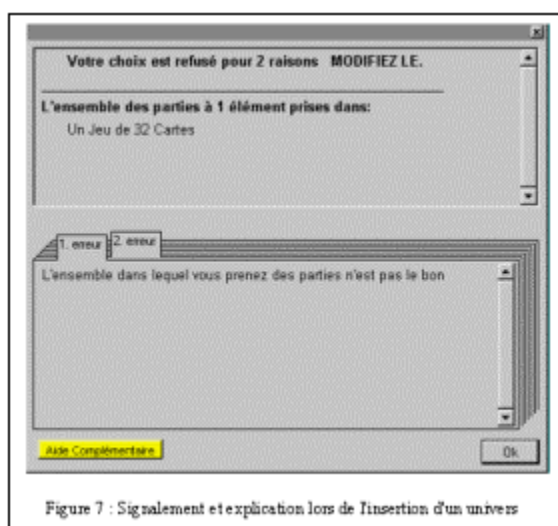 Votre choix est refusé pour 2 raisons MODIFIEZ LE.
L'ensemble des parties à 1 élément prises dans:
Un Jeu de 32 Cartes
1. erreur 2. erreur
L'ensemble dans lequel vous prenez des parties n'est pas le bon
Aide Complémentaire Ok
Figure 7 : Signalement et explication lors de l'insertion d'un univers